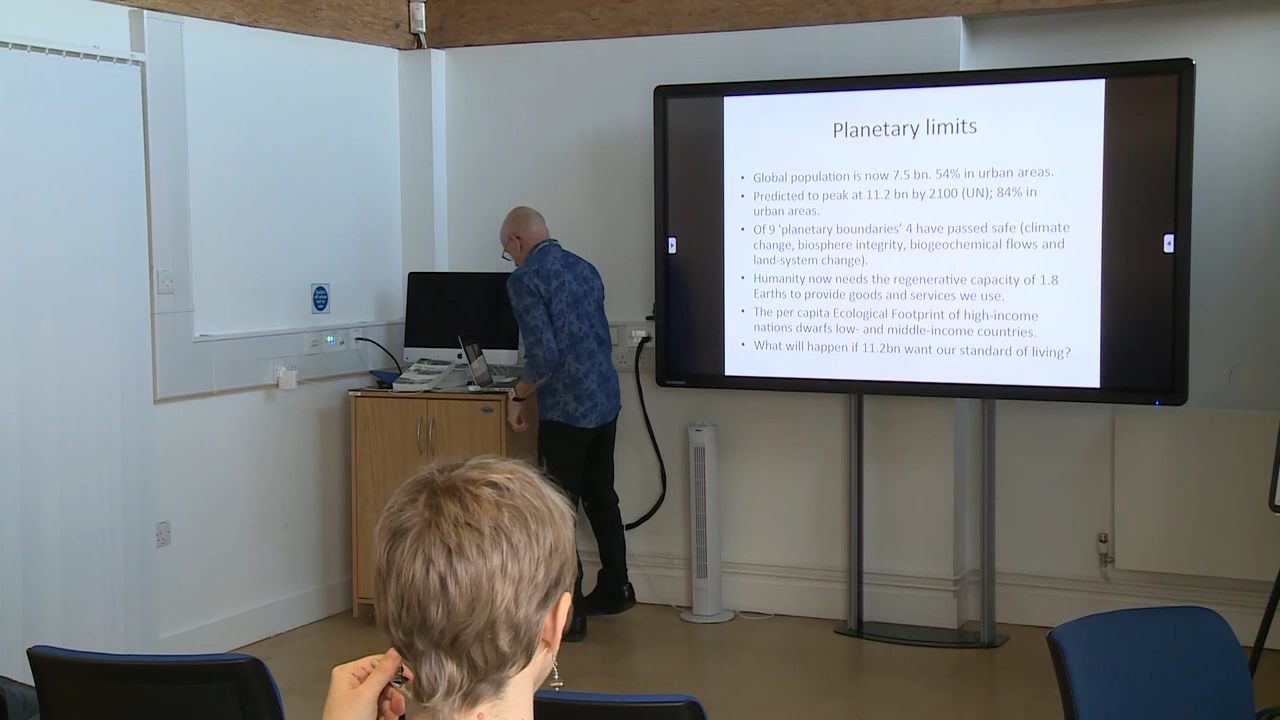 Planetary limits
• Global population is now 7.5 bn. 54% in urban areas.
• Predicted to peak at 11.2 bn by 2100 (UN); 84% in
urban areas.
• Of 9 'planetary boundaries' 4 have passed safe (climate
change, biosphere integrity, biogeochemical flows and
land-system change).
• Humanity now needs the regenerative capacity of 1.8
Earths to provide goods and services we use.
• The per capita Ecological Footprint of high-income
nations dwarfs low- and middle-income countries.
• What will happen if 11.2bn want our standard of living?